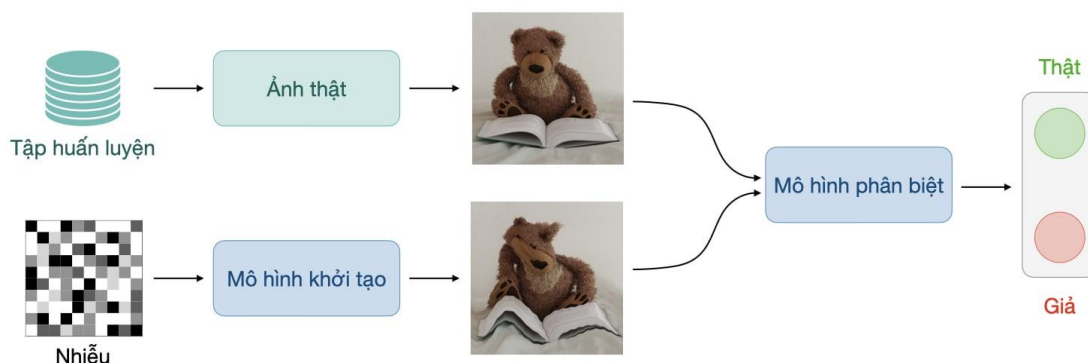 Tập huấn luyện
Ảnh thật
Nhiễu
Mô hình khởi tạo
Mô hình phân biệt
Thật
Giả